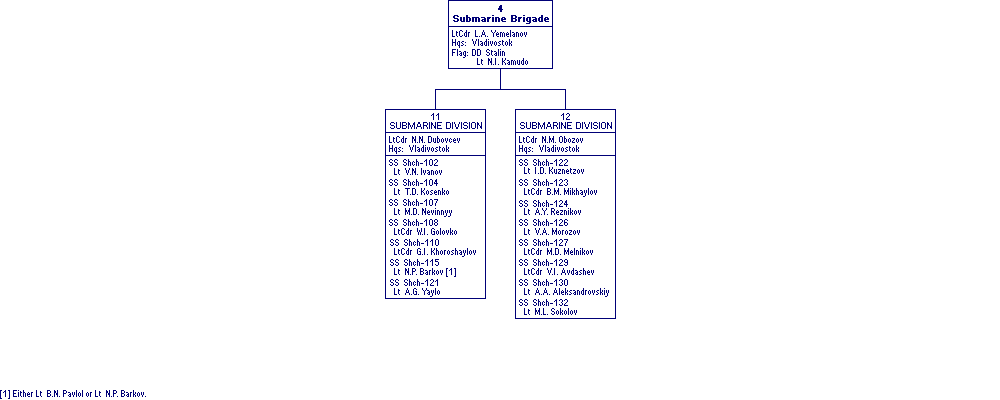 4
Submarine Brigade
LtCdr L.A. Yemelanov
Hqs: Vladivostok
Flag: DD Stalin
Lt N.I. Kamudo
11
SUBMARINE DIVISION
LtCdr N.N. Dubovcev
Hqs: Vladivostok
SS Shch-102
Lt V.N. Ivanov
SS Shch-104
Lt T.D. Kosenko
SS Shch-107
Lt M.D. Nevinnyy
SS Shch-108
LtCdr W.I. Golovko
SS Shch-110
LtCdr G.I. Khoroshaylov
SS Shch-115
Lt N.P. Barkov [1]
SS Shch-121
Lt A.G. Yaylo
12
SUBMARINE DIVISION
LtCdr N.M. Obozov
Hqs: Vladivostok
SS Shch-122
Lt I.D. Kuznetzov
SS Shch-123
LtCdr B.M. Mikhaylov
SS Shch-124
Lt A.Y. Reznikov
SS Shch-126
Lt V.A. Morozov
SS Shch-127
LtCdr M.D. Melnikov
SS Shch-129
LtCdr V.I. Avdashev
SS Shch-130
Lt A.A. Aleksandrovskiy
SS Shch-132
Lt M.L. Sokolov
[1] Either Lt B.N. Pavlol or Lt N.P. Barkov.